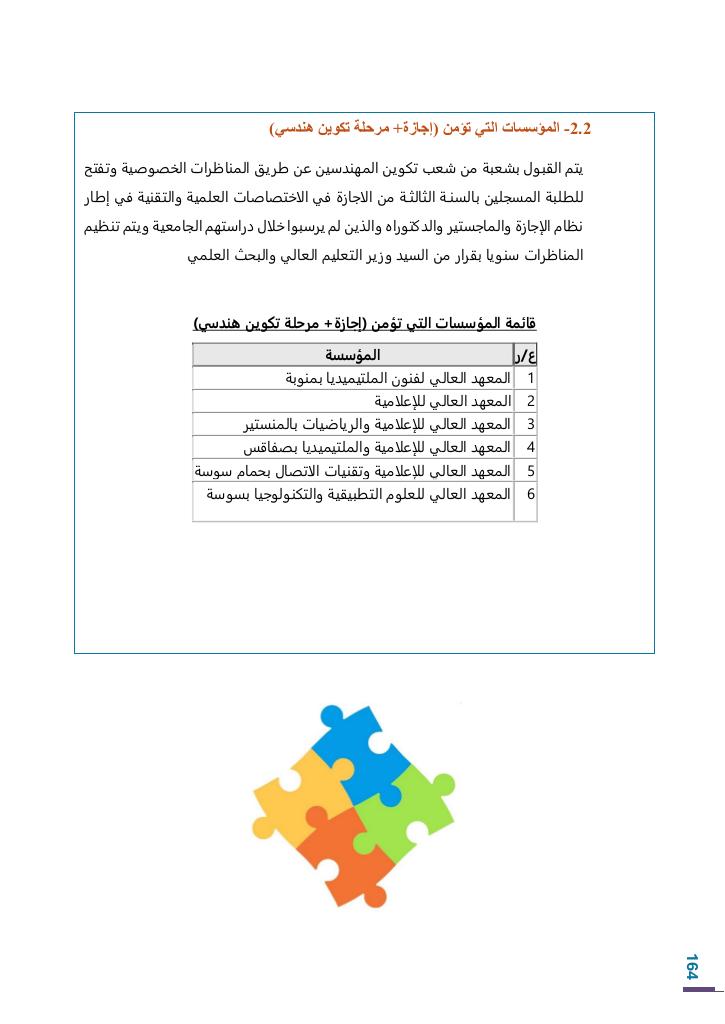 2.2- المؤسسات التي تؤمن (إجازة+ مرحلة تكوين هندسي)
يتم القبول بشعبة من شعب تكوين المهندسين عن طريق المناظرات الخصوصية وتفتح
للطلبة المسجلين بالسنة الثالثة من الاجازة في الاختصاصات العلمية والتقنية في إطار
نظام الإجازة والماجستير والدكتوراه والذين لم يرسبوا خلال دراستهم الجامعية ويتم تنظيم
المناظرات سنويا بقرار من السيد وزير التعليم العالي والبحث العلمي
قائمة المؤسسات التي تؤمن (إجازة+ مرحلة تكوين هندسي)
ع/ر المؤسسة
1 المعهد العالي لفنون الملتيميديا بمنوبة
2 المعهد العالي للإعلامية
3 المعهد العالي للإعلامية والرياضيات بالمنستير
4 المعهد العالي للإعلامية والملتيميديا بصفاقس
5 المعهد العالي للإعلامية وتقنيات الاتصال بحمام سوسة
6 المعهد العالي للعلوم التطبيقية والتكنولوجيا بسوسة
164